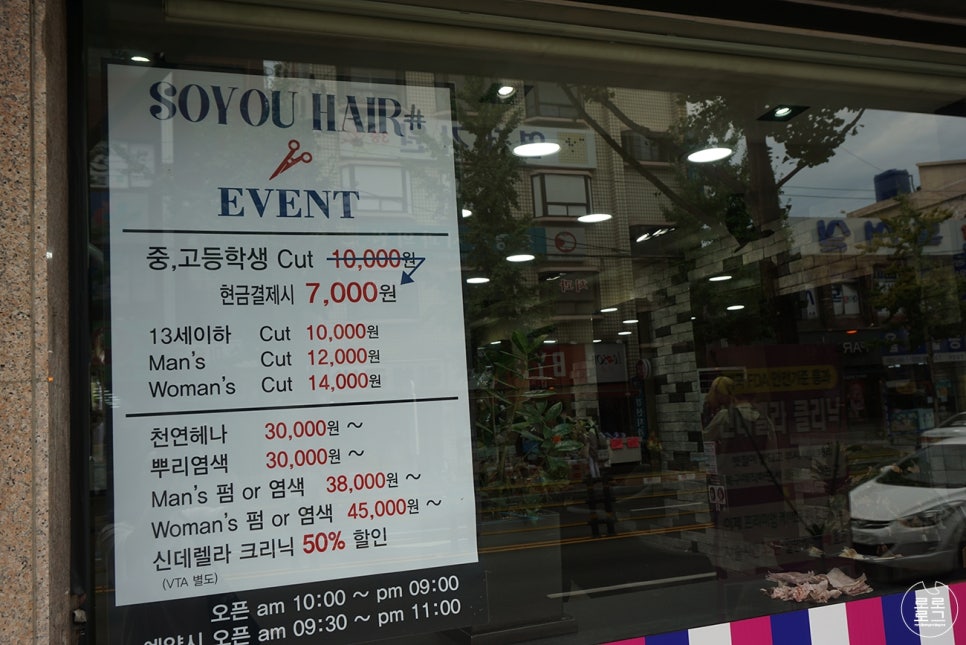 SOYOU HAIR#
EVENT
중,고등학생 Cut 10,000원
현금결제시 7,000원
13세이하 Cut 10,000원
Man's Cut 12,000원
Woman's Cut 14,000원
천연헤나 30,000원 ~
뿌리염색 30,000원 ~
Man's 펌 or 염색 38,000원 ~
Woman's 펌 or 염색 45,000원 ~
신데렐라 크리닉 50% 할인
(VTA 별도)
오픈 am 10:00 ~ pm 09:00
예약시 오픈 am 09:30 ~ pm 11:00